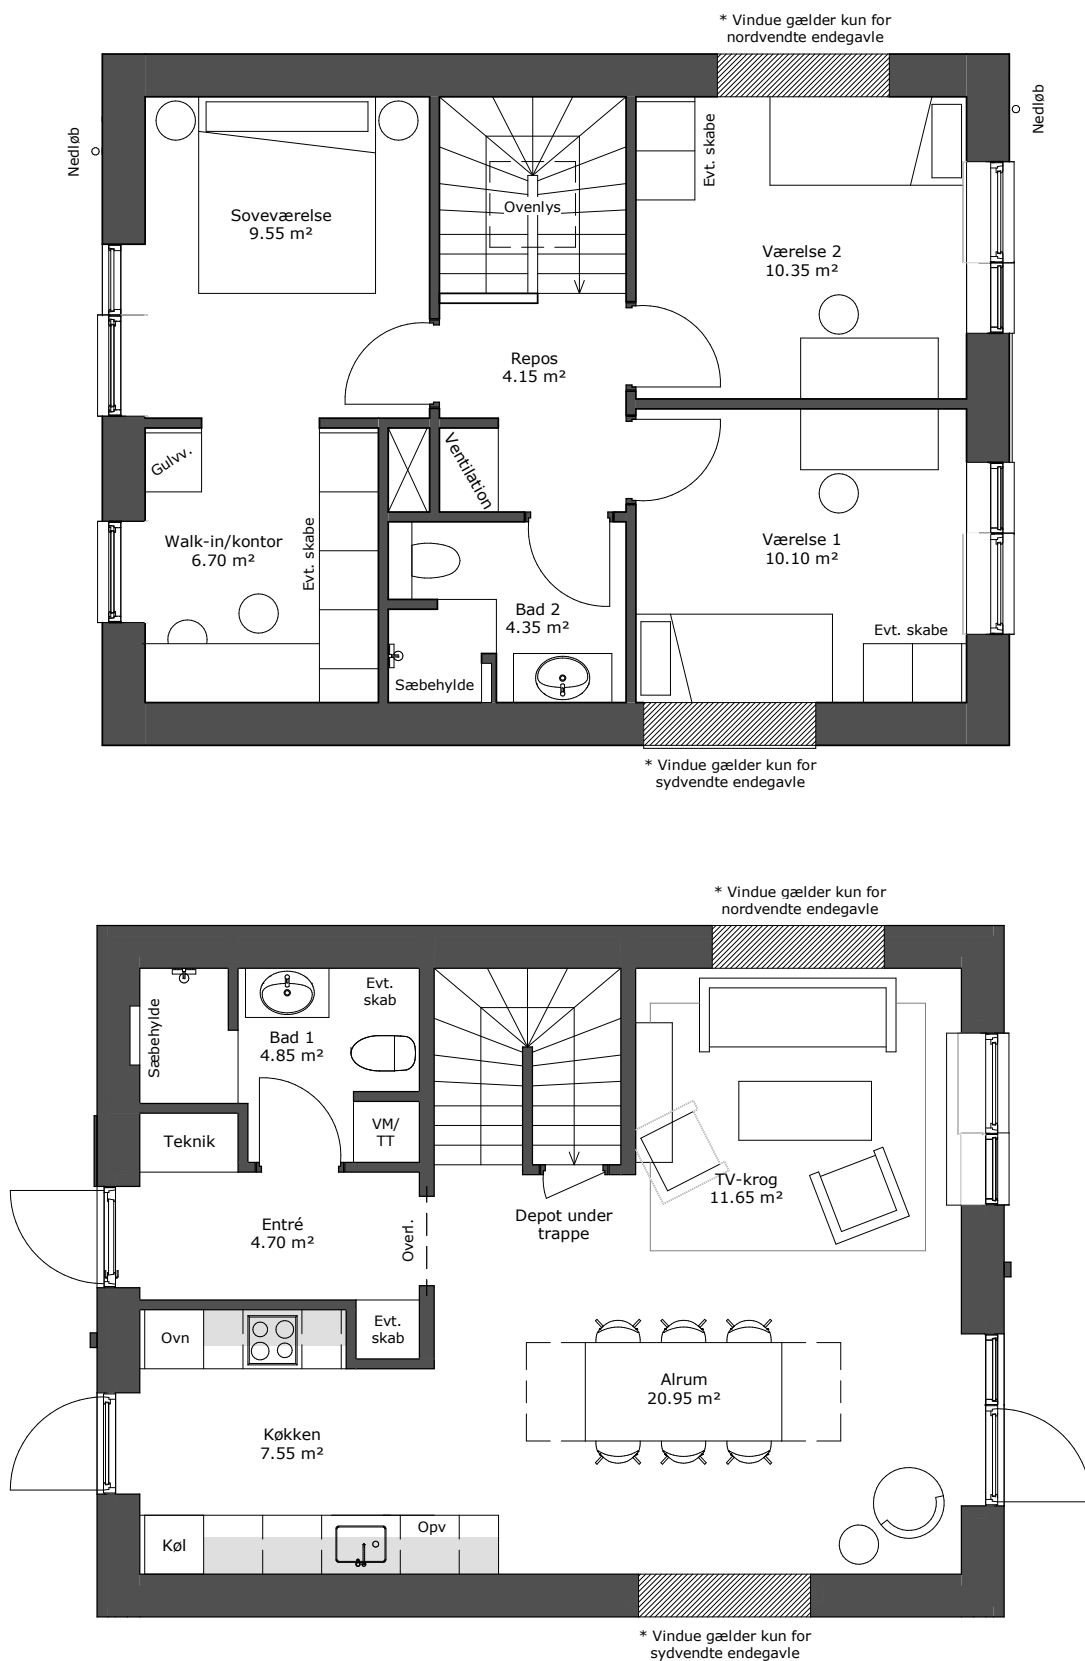 * Vindue gælder kun for
nordvendte endegavle
Nedløb
Nedløb
Soveværelse
9.55 m²
Ovenlys
Evt. skabe
Værelse 2
10.35 m²
Repos
4.15 m²
Gulvv.
Ventilation
Walk-in/kontor
6.70 m²
Evt. skabe
Værelse 1
10.10 m²
Bad 2
4.35 m²
Evt. skabe
Sæbehylde
* Vindue gælder kun for
sydvendte endegavle
* Vindue gælder kun for
nordvendte endegavle
Sæbehylde
Evt.
skab
Bad 1
4.85 m²
Teknik
VM/
TT
TV-krog
11.65 m²
Entré
4.70 m²
Overl.
Depot under
trappe
Ovn
Evt.
skab
Alrum
20.95 m²
Køkken
7.55 m²
Køl
Opv
* Vindue gælder kun for
sydvendte endegavle